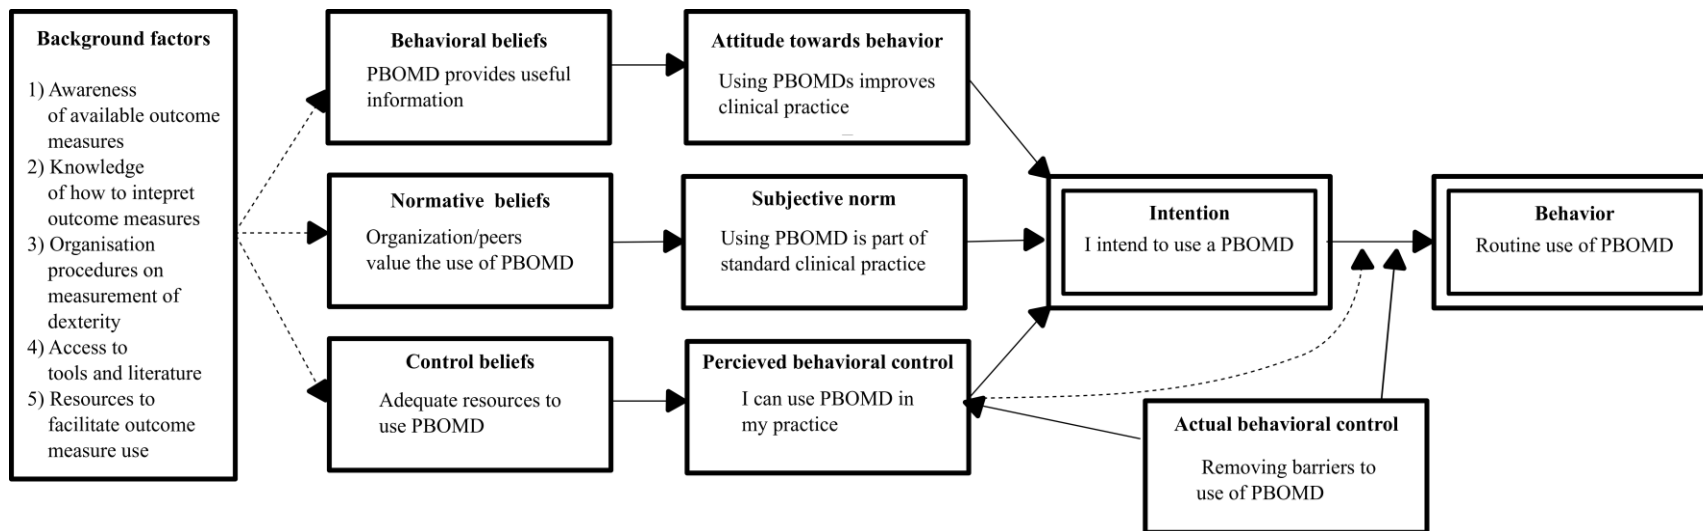 Background factors
1) Awareness
of available outcome
measures
2) Knowledge
of how to intepret
outcome measures
3) Organisation
procedures on
measurement of
dexterity
4) Access to
tools and literature
5) Resources to
facilitate outcome
measure use
Behavioral beliefs
PBOMD provides useful
information
Attitude towards behavior
Using PBOMDs improves
clinical practice
Normative beliefs
Organization/peers
value the use of PBOMD
Subjective norm
Using PBOMD is part of
standard clinical practice
Intention
I intend to use a PBOMD
Behavior
Routine use of PBOMD
Control beliefs
Adequate resources to
use PBOMD
Percieved behavioral control
I can use PBOMD in
my practice
Actual behavioral control
Removing barriers to
use of PBOMD